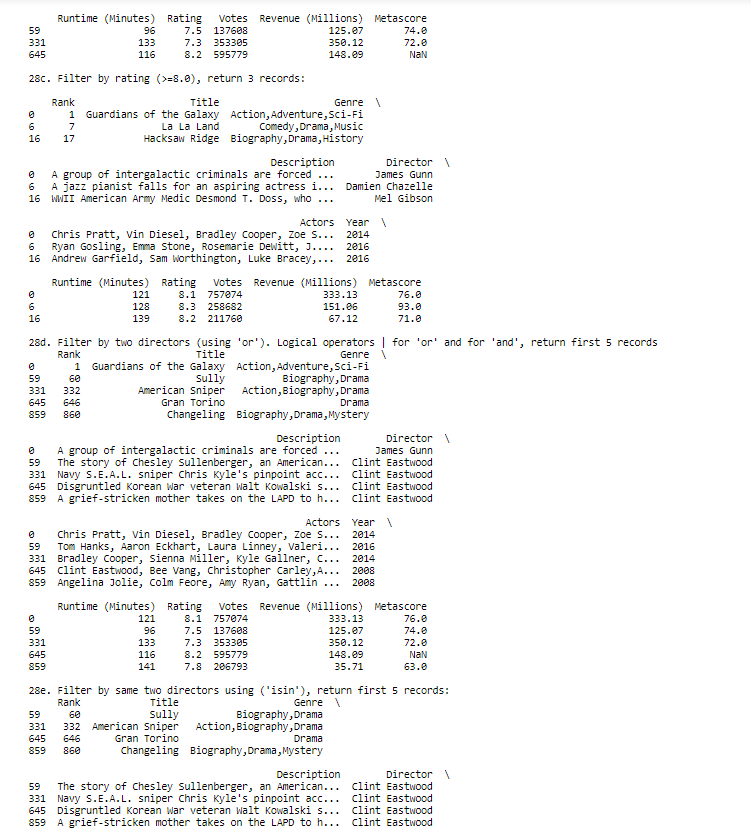 Runtime (Minutes)  Rating   Votes  Revenue (Millions)  Metascore
59                 96     7.5  137608              125.07       74.0
331               133     7.3  353305              350.12       72.0
645               116     8.2  595779              148.09        NaN
28c. Filter by rating (>=8.0), return 3 records:
    Rank                    Title                     Genre  \
0      1  Guardians of the Galaxy  Action,Adventure,Sci-Fi
6      7               La La Land       Comedy,Drama,Music
16    17            Hacksaw Ridge  Biography,Drama,History
                                   Description         Director  \
0   A group of intergalactic criminals are forced ...       James Gunn
6   A jazz pianist falls for an aspiring actress i...  Damien Chazelle
16  WWII American Army Medic Desmond T. Doss, who ...       Mel Gibson
                                        Actors  Year  \
0   Chris Pratt, Vin Diesel, Bradley Cooper, Zoe S...  2014
6   Ryan Gosling, Emma Stone, Rosemarie DeWitt, J....  2016
16  Andrew Garfield, Sam Worthington, Luke Bracey,...  2016
    Runtime (Minutes)  Rating   Votes  Revenue (Millions)  Metascore
0                 121     8.1  757074              333.13       76.0
6                 128     8.3  258682              151.06       93.0
16                139     8.2  211760               67.12       71.0
28d. Filter by two directors (using 'or'). Logical operators | for 'or' and for 'and', return first 5 records
     Rank                    Title                     Genre  \
0       1  Guardians of the Galaxy  Action,Adventure,Sci-Fi
59     60                    Sully          Biography,Drama
331   332          American Sniper   Action,Biography,Drama
645   646              Gran Torino                    Drama
859   860               Changeling  Biography,Drama,Mystery
                                    Description        Director  \
0    A group of intergalactic criminals are forced ...      James Gunn
59   The story of Chesley Sullenberger, an American...  Clint Eastwood
331  Navy S.E.A.L. sniper Chris Kyle's pinpoint acc...  Clint Eastwood
645  Disgruntled Korean War veteran Walt Kowalski s...  Clint Eastwood
859  A grief-stricken mother takes on the LAPD to h...  Clint Eastwood
                                         Actors  Year  \
0    Chris Pratt, Vin Diesel, Bradley Cooper, Zoe S...  2014
59   Tom Hanks, Aaron Eckhart, Laura Linney, Valeri...  2016
331  Bradley Cooper, Sienna Miller, Kyle Gallner, C...  2014
645  Clint Eastwood, Bee Vang, Christopher Carley,A...  2008
859  Angelina Jolie, Colm Feore, Amy Ryan, Gattlin ...  2008
     Runtime (Minutes)  Rating   Votes  Revenue (Millions)  Metascore
0                  121     8.1  757074              333.13       76.0
59                  96     7.5  137608              125.07       74.0
331                133     7.3  353305              350.12       72.0
645                116     8.2  595779              148.09        NaN
859                141     7.8  206793               35.71       63.0
28e. Filter by same two directors using ('isin'), return first 5 records:
     Rank            Title                     Genre  \
59     60            Sully          Biography,Drama
331   332  American Sniper   Action,Biography,Drama
645   646      Gran Torino                    Drama
859   860       Changeling  Biography,Drama,Mystery
                                    Description        Director  \
59   The story of Chesley Sullenberger, an American...  Clint Eastwood
331  Navy S.E.A.L. sniper Chris Kyle's pinpoint acc...  Clint Eastwood
645  Disgruntled Korean War veteran Walt Kowalski s...  Clint Eastwood
859  A grief-stricken mother takes on the LAPD to h...  Clint Eastwood